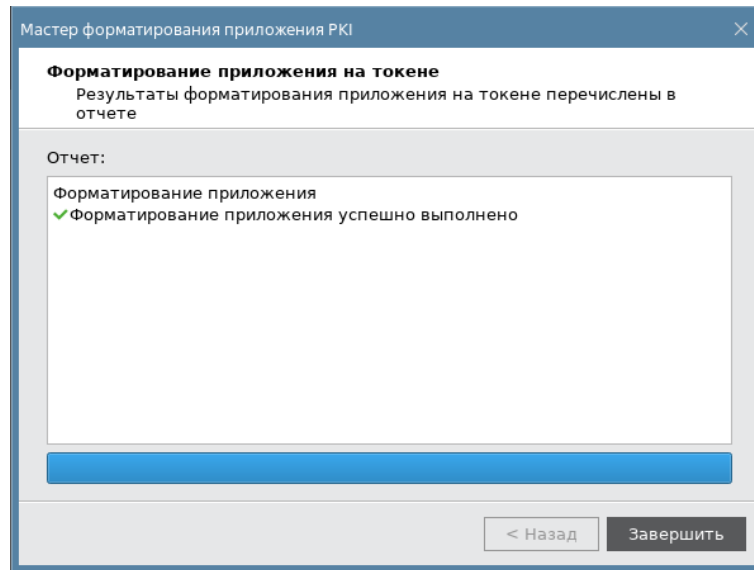 Мастер форматирования приложения PKI
Форматирование приложения на токене
Результаты форматирования приложения на токене перечислены в
отчете
Отчет:
Форматирование приложения
Форматирование приложения успешно выполнено
< Назад
Завершить